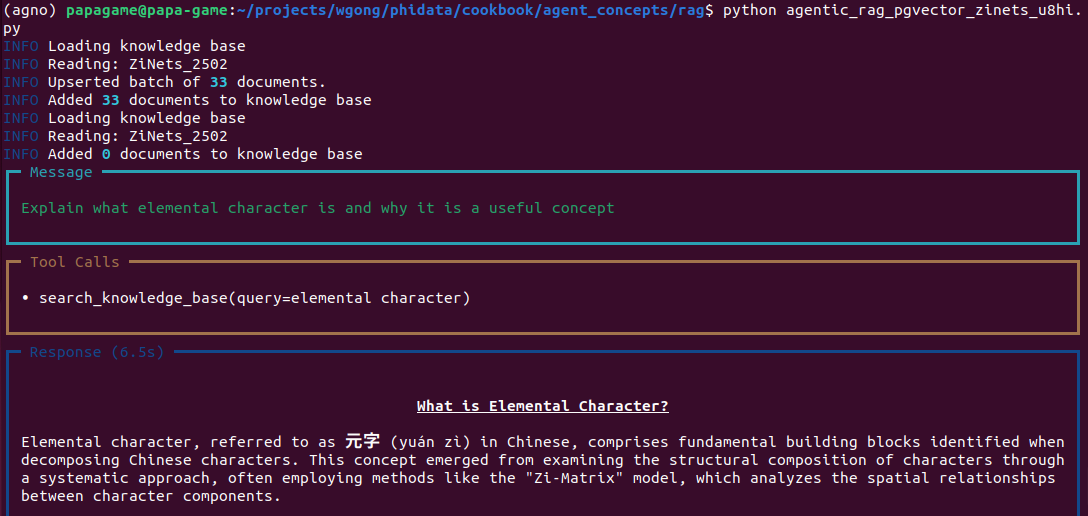 (agno) papagame@papa-game:~/projects/wgong/phidata/cookbook/agent_concepts/rag$ python agentic_rag_pgvector_zinets_u8hi.
py
INFO Loading knowledge base
INFO Reading: ZiNets_2502
INFO Upserted batch of 33 documents.
INFO Added 33 documents to knowledge base
INFO Loading knowledge base
INFO Reading: ZiNets_2502
INFO Added 0 documents to knowledge base
Message
Explain what elemental character is and why it is a useful concept
Tool Calls
• search_knowledge_base(query=elemental character)
Response (6.5s)
What is Elemental Character?
Elemental character, referred to as 元字 (yuán zì) in Chinese, comprises fundamental building blocks identified when
decomposing Chinese characters. This concept emerged from examining the structural composition of characters through
a systematic approach, often employing methods like the "Zi-Matrix" model, which analyzes the spatial relationships
between character components.